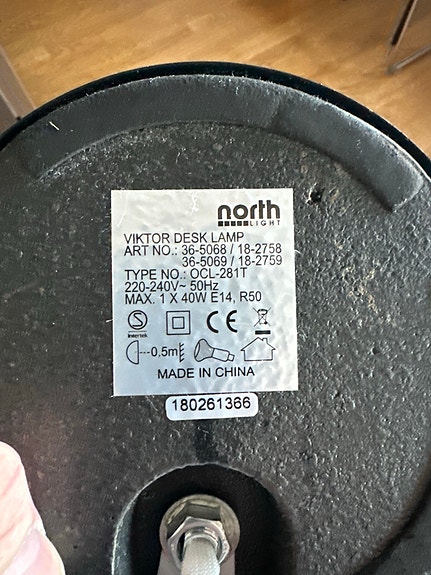 north
LIGHT
VIKTOR DESK LAMP
ART NO.: 36-5068 / 18-2758
36-5069 / 18-2759
TYPE NO.: OCL-281T
220-240V~ 50Hz
MAX. 1 X 40W E14, R50
S
Intertek
CE
0,5m
MADE IN CHINA
180261366